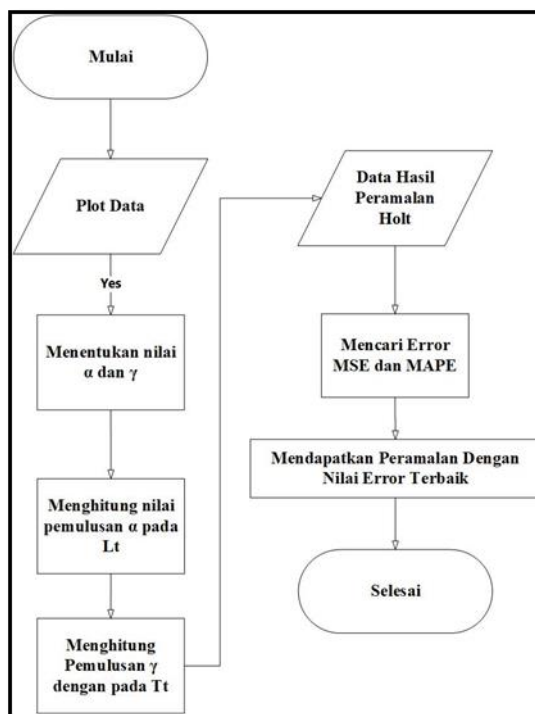 Mulai
Plot Data
Yes
Menentukan nilai
α dan γ
Menghitung nilai
pemulusan α pada
Lt
Menghitung
Pemulusan γ
dengan pada Tt
Data Hasil
Peramalan
Holt
Mencari Error
MSE dan MAPE
Mendapatkan Peramalan Dengan
Nilai Error Terbaik
Selesai